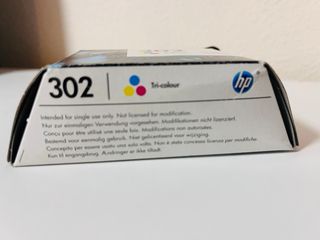 302 Tri-colour hp
Intended for single use only. Not licensed for modification.
Nur zur einmaligen Verwendung vorgesehen. Modifikationen nicht lizenziert.
Conçu pour être utilisé une seule fois. Modifications non autorisées.
Bestemd voor eenmalig gebruik. Niet gelicentieerd voor wijziging.
Concepito per essere usato una sola volta. Non è stata concessa licenza per modifiche.
Kun til engangsbrug. Ændringer er ikke tilladt.